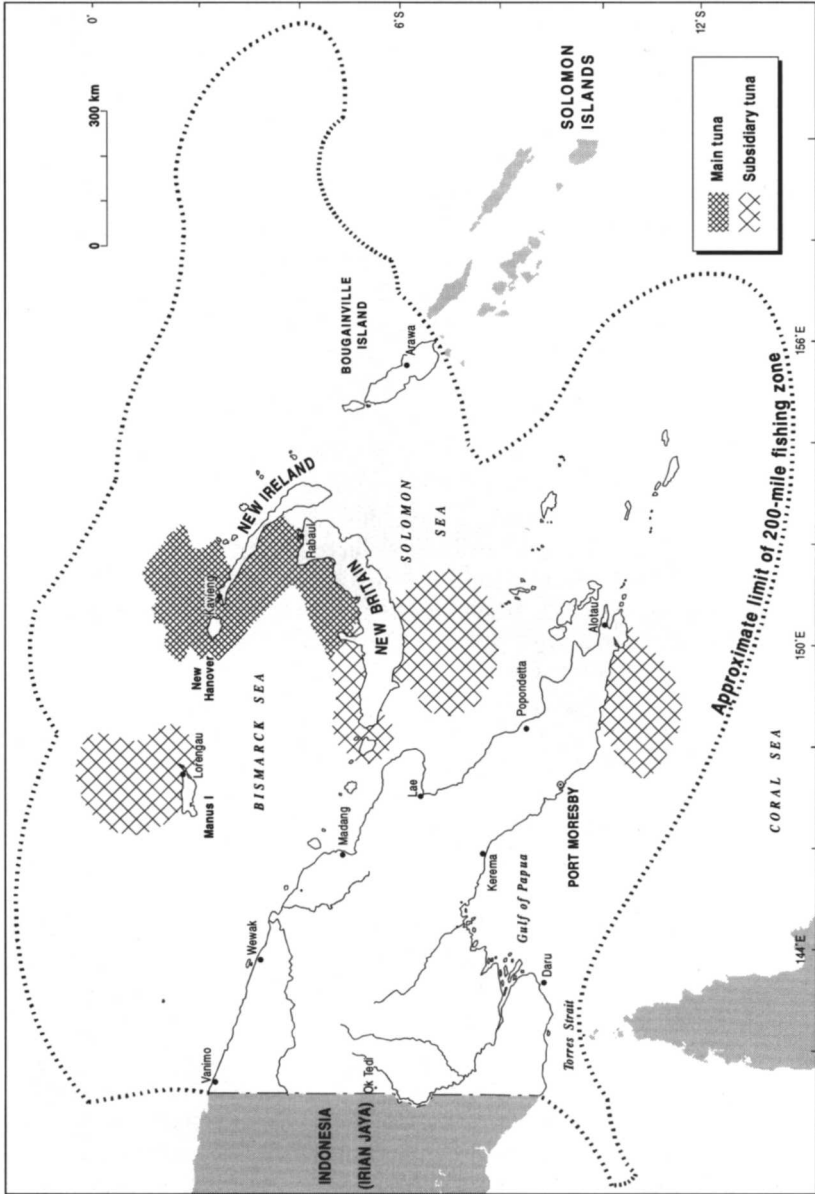 0°
6°S
12°S
300 km
0
SOLOMON
ISLANDS
Main tuna
Subsidiary tuna
BOUGAINVILLE
ISLAND
Arawa
156°E
NEW IRELAND
Kavieng
Rabaul
New
Hanover
NEW BRITAIN
SOLOMON
SEA
Alotau
150°E
Approximate limit of 200-mile fishing zone
BISMARCK SEA
Lorengau
Manus I
Popondetta
Lae
Madang
PORT MORESBY
CORAL SEA
Kerema
Gulf of Papua
Wewak
144°E
Daru
Torres Strait
Vanimo
Ok Tedi
INDONESIA
(IRIAN JAYA)